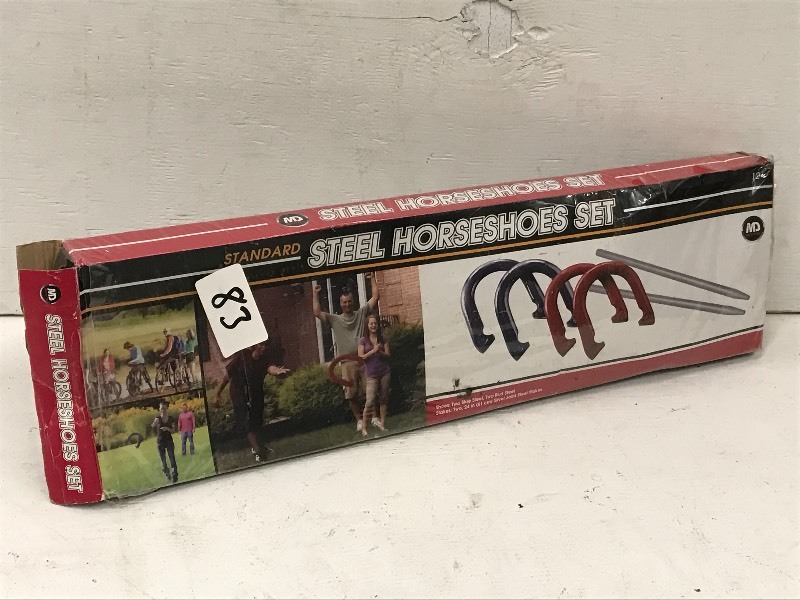 MD STEEL HORSESHOES SET
STANDARD STEEL HORSESHOES SET
MD
83
MD STEEL HORSESHOES SET